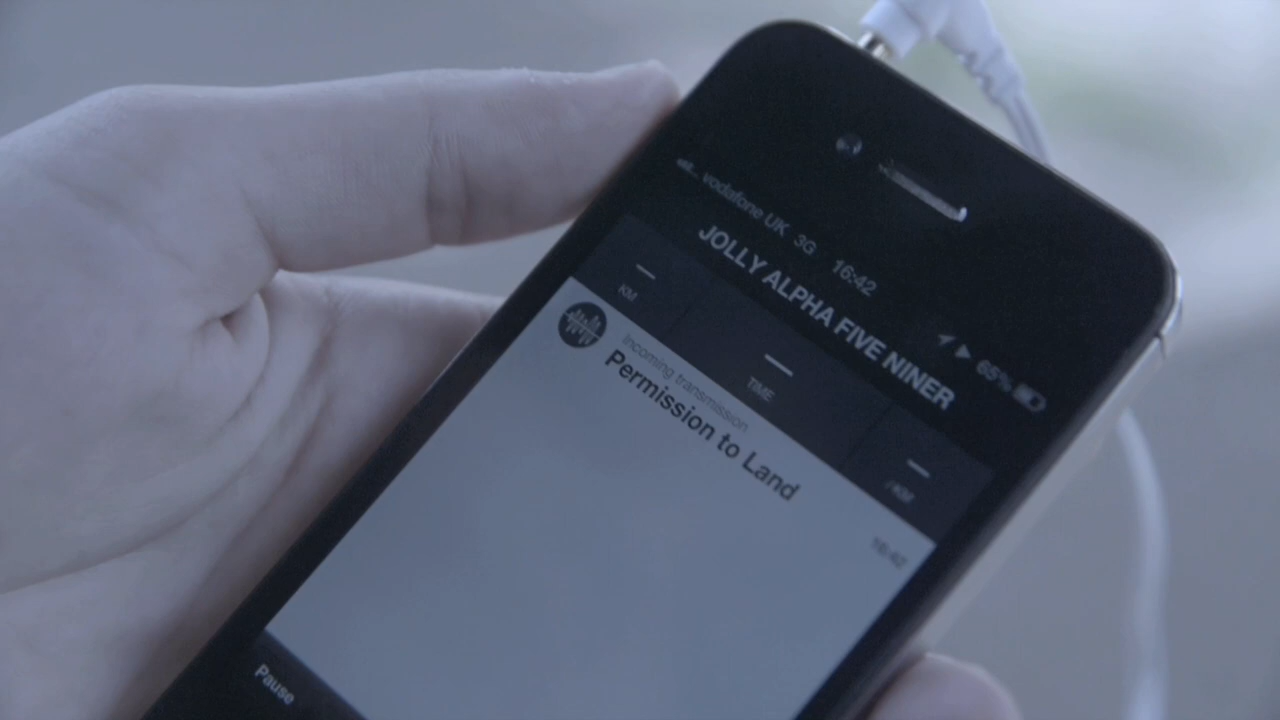 vodafone UK 3G 16:42 65%
JOLLY ALPHA FIVE NINER
— — —
KM TIME / KM
Incoming transmission
Permission to Land
16:42
Pause